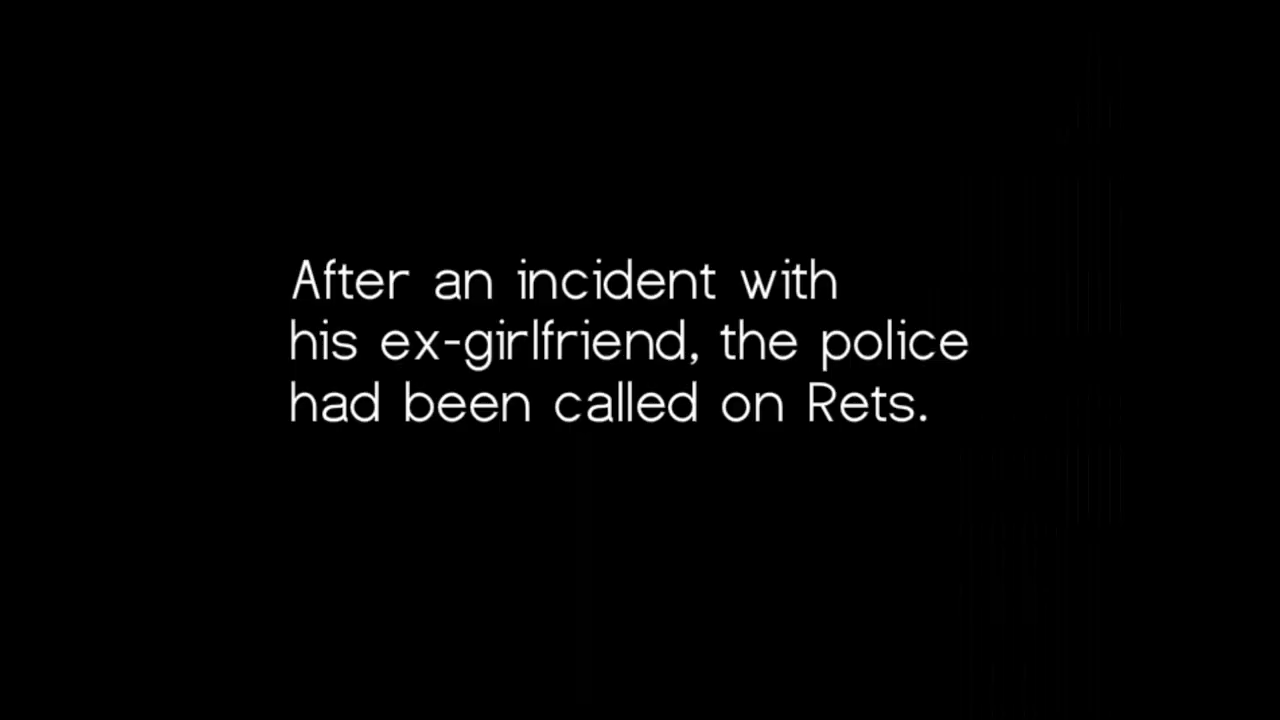 After an incident with
his ex-girlfriend, the police
had been called on Rets.